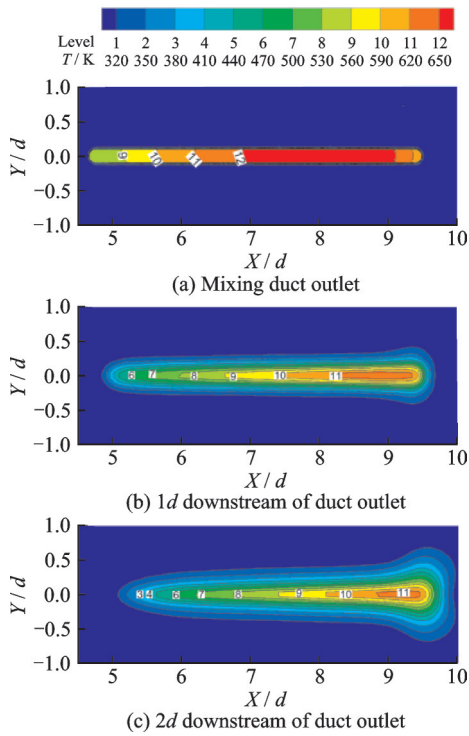 Level 1 2 3 4 5 6 7 8 9 10 11 12
T / K 320 350 380 410 440 470 500 530 560 590 620 650
1.0
0.5
0.0
−0.5
−1.0
Y / d
9 10 11 12
5 6 7 8 9 10
X / d
(a) Mixing duct outlet
1.0
0.5
0.0
−0.5
−1.0
Y / d
6 7 8 9 10 11
5 6 7 8 9 10
X / d
(b) 1d downstream of duct outlet
1.0
0.5
0.0
−0.5
−1.0
Y / d
3 4 6 7 8 9 10 11
5 6 7 8 9 10
X / d
(c) 2d downstream of duct outlet